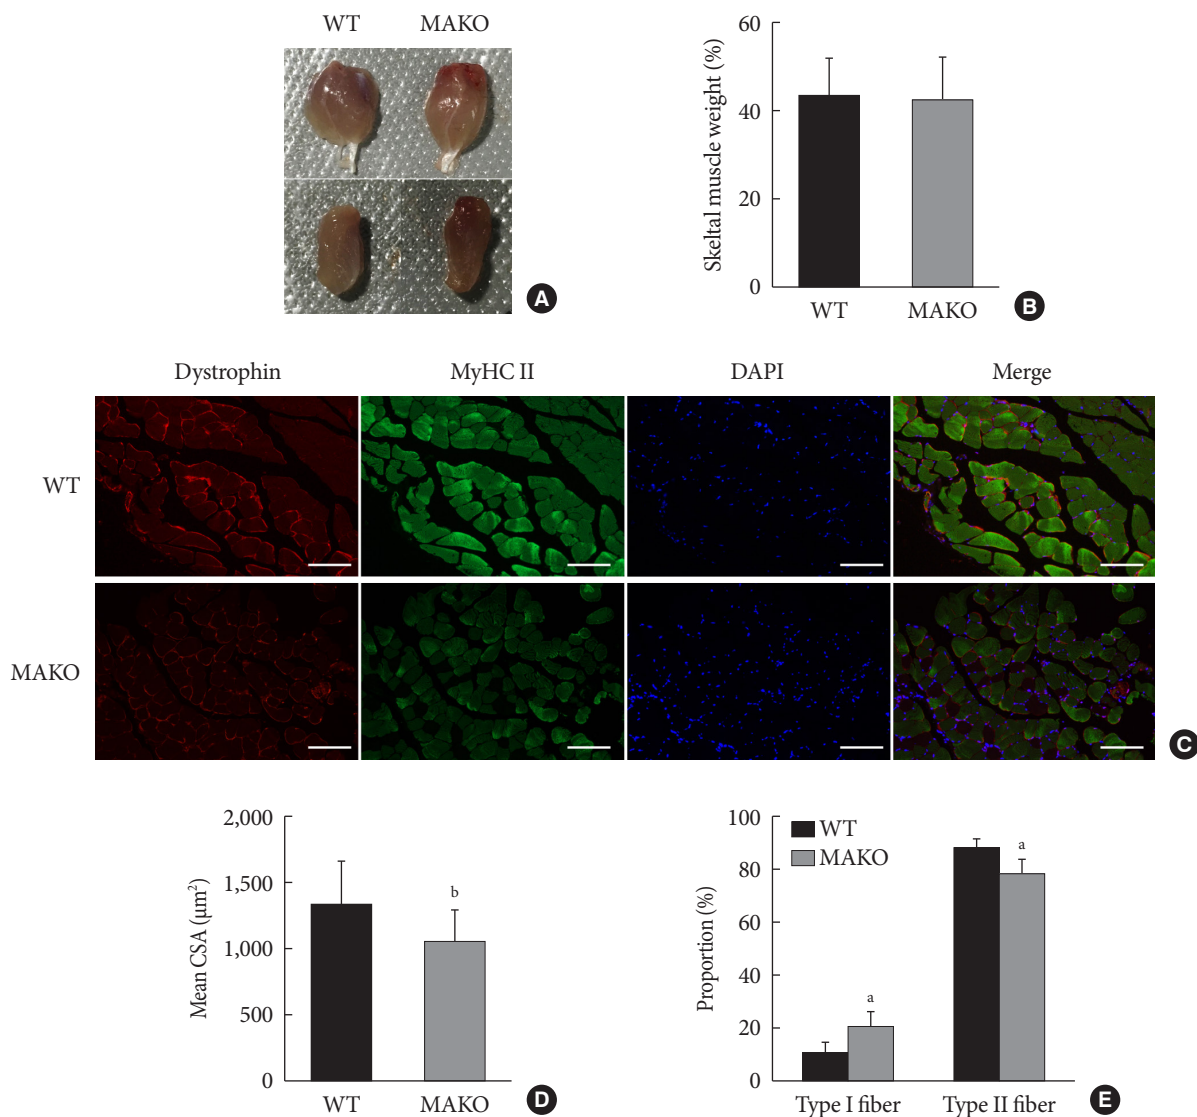 WT MAKO
A
60
40
20
0
Skeltal muscle weight (%)
WT MAKO
B
Dystrophin MyHC II DAPI Merge
WT
MAKO
C
2,000
1,500
1,000
500
0
Mean CSA (μm²)
b
WT MAKO
D
100
80
60
40
20
0
Proportion (%)
WT
MAKO
a
a
Type I fiber Type II fiber
E